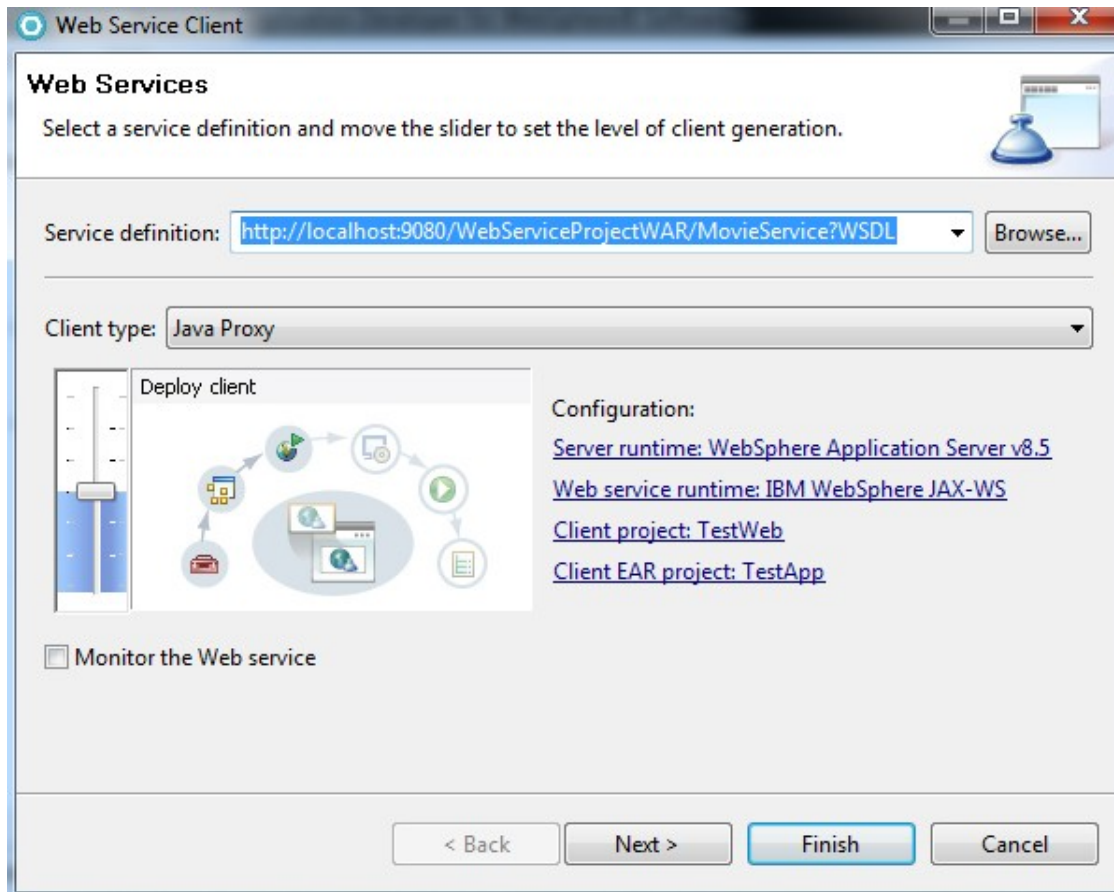 Web Service Client
Web Services
Select a service definition and move the slider to set the level of client generation.
Service definition: http://localhost:9080/WebServiceProjectWAR/MovieService?WSDL Browse...
Client type: Java Proxy
Deploy client
Configuration:
Server runtime: WebSphere Application Server v8.5
Web service runtime: IBM WebSphere JAX-WS
Client project: TestWeb
Client EAR project: TestApp
Monitor the Web service
< Back Next > Finish Cancel